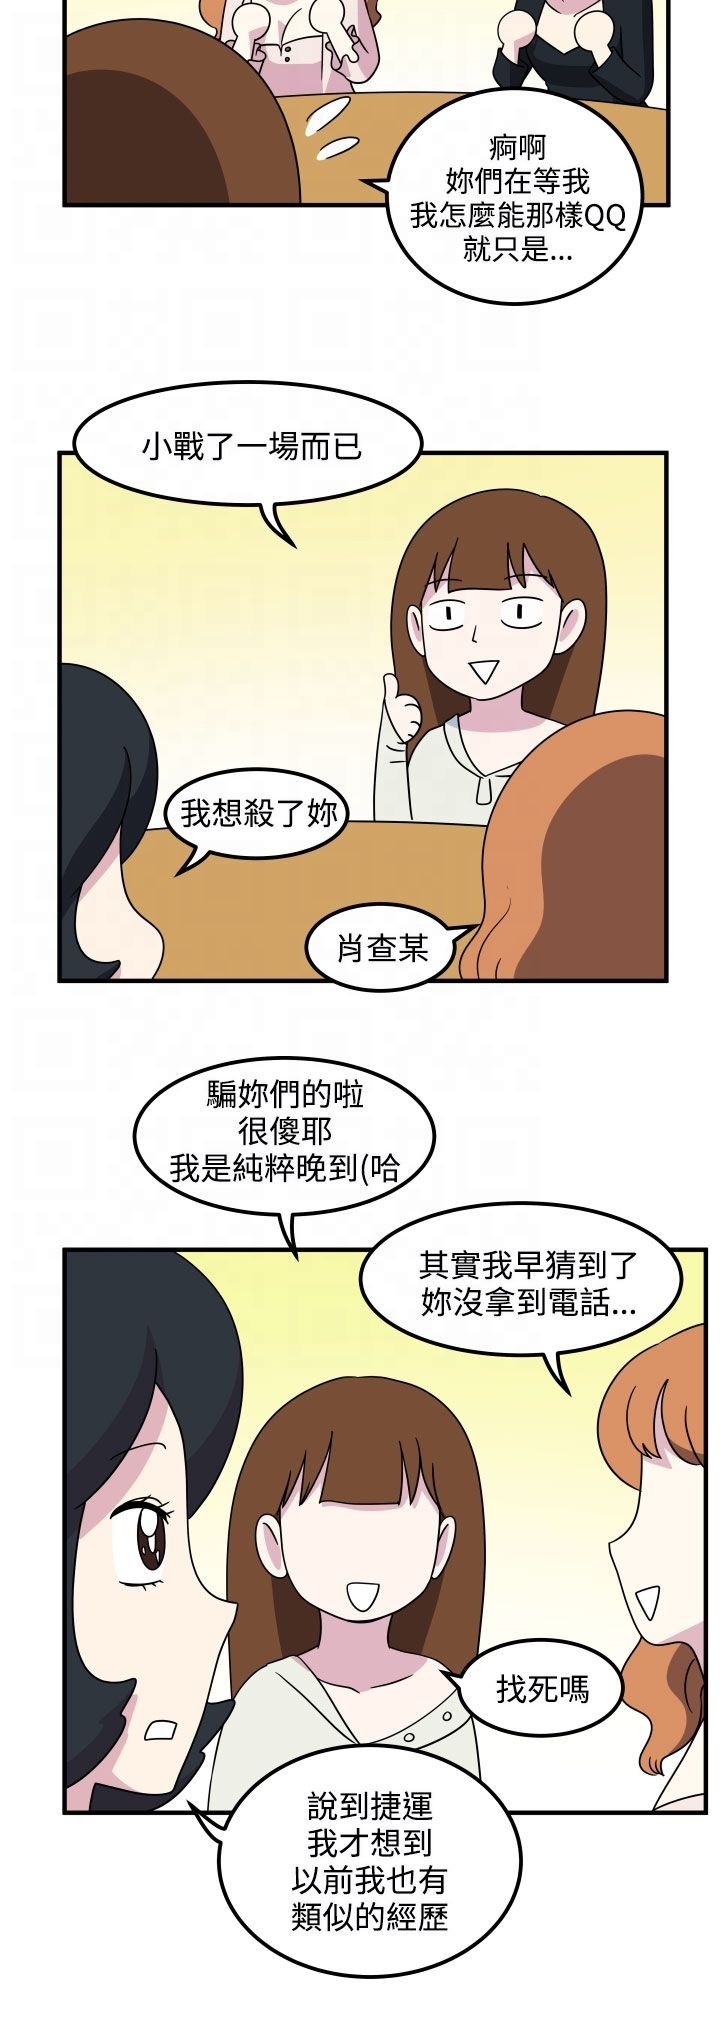 痾啊
妳們在等我
我怎麼能那樣QQ
就只是...
小戰了一場而已
我想殺了妳
肖查某
騙妳們的啦
很傻耶
我是純粹晚到(哈
其實我早猜到了
妳沒拿到電話...
找死嗎
說到捷運
我才想到
以前我也有
類似的經歷